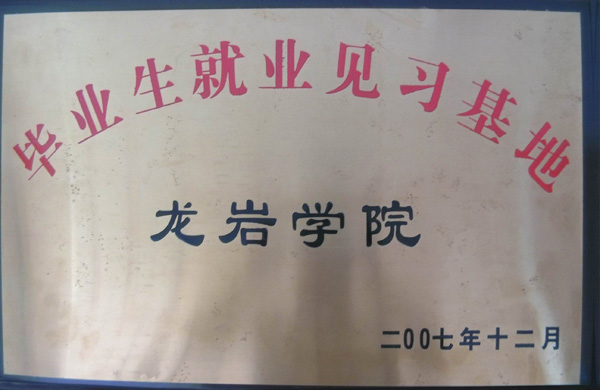 毕业生就业见习基地
龙岩学院
二00七年十二月